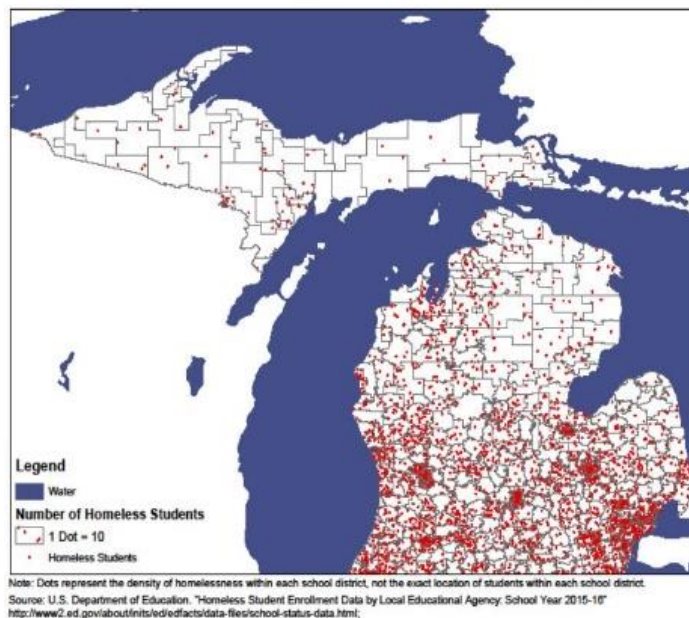 Legend
Water
Number of Homeless Students
1 Dot = 10
Homeless Students
Note: Dots represent the density of homelessness within each school district, not the exact location of students within each school district.
Source: U.S. Department of Education. "Homeless Student Enrollment Data by Local Educational Agency: School Year 2015-16"
http://www2.ed.gov/about/inits/ed/edfacts/data-files/school-status-data.html;